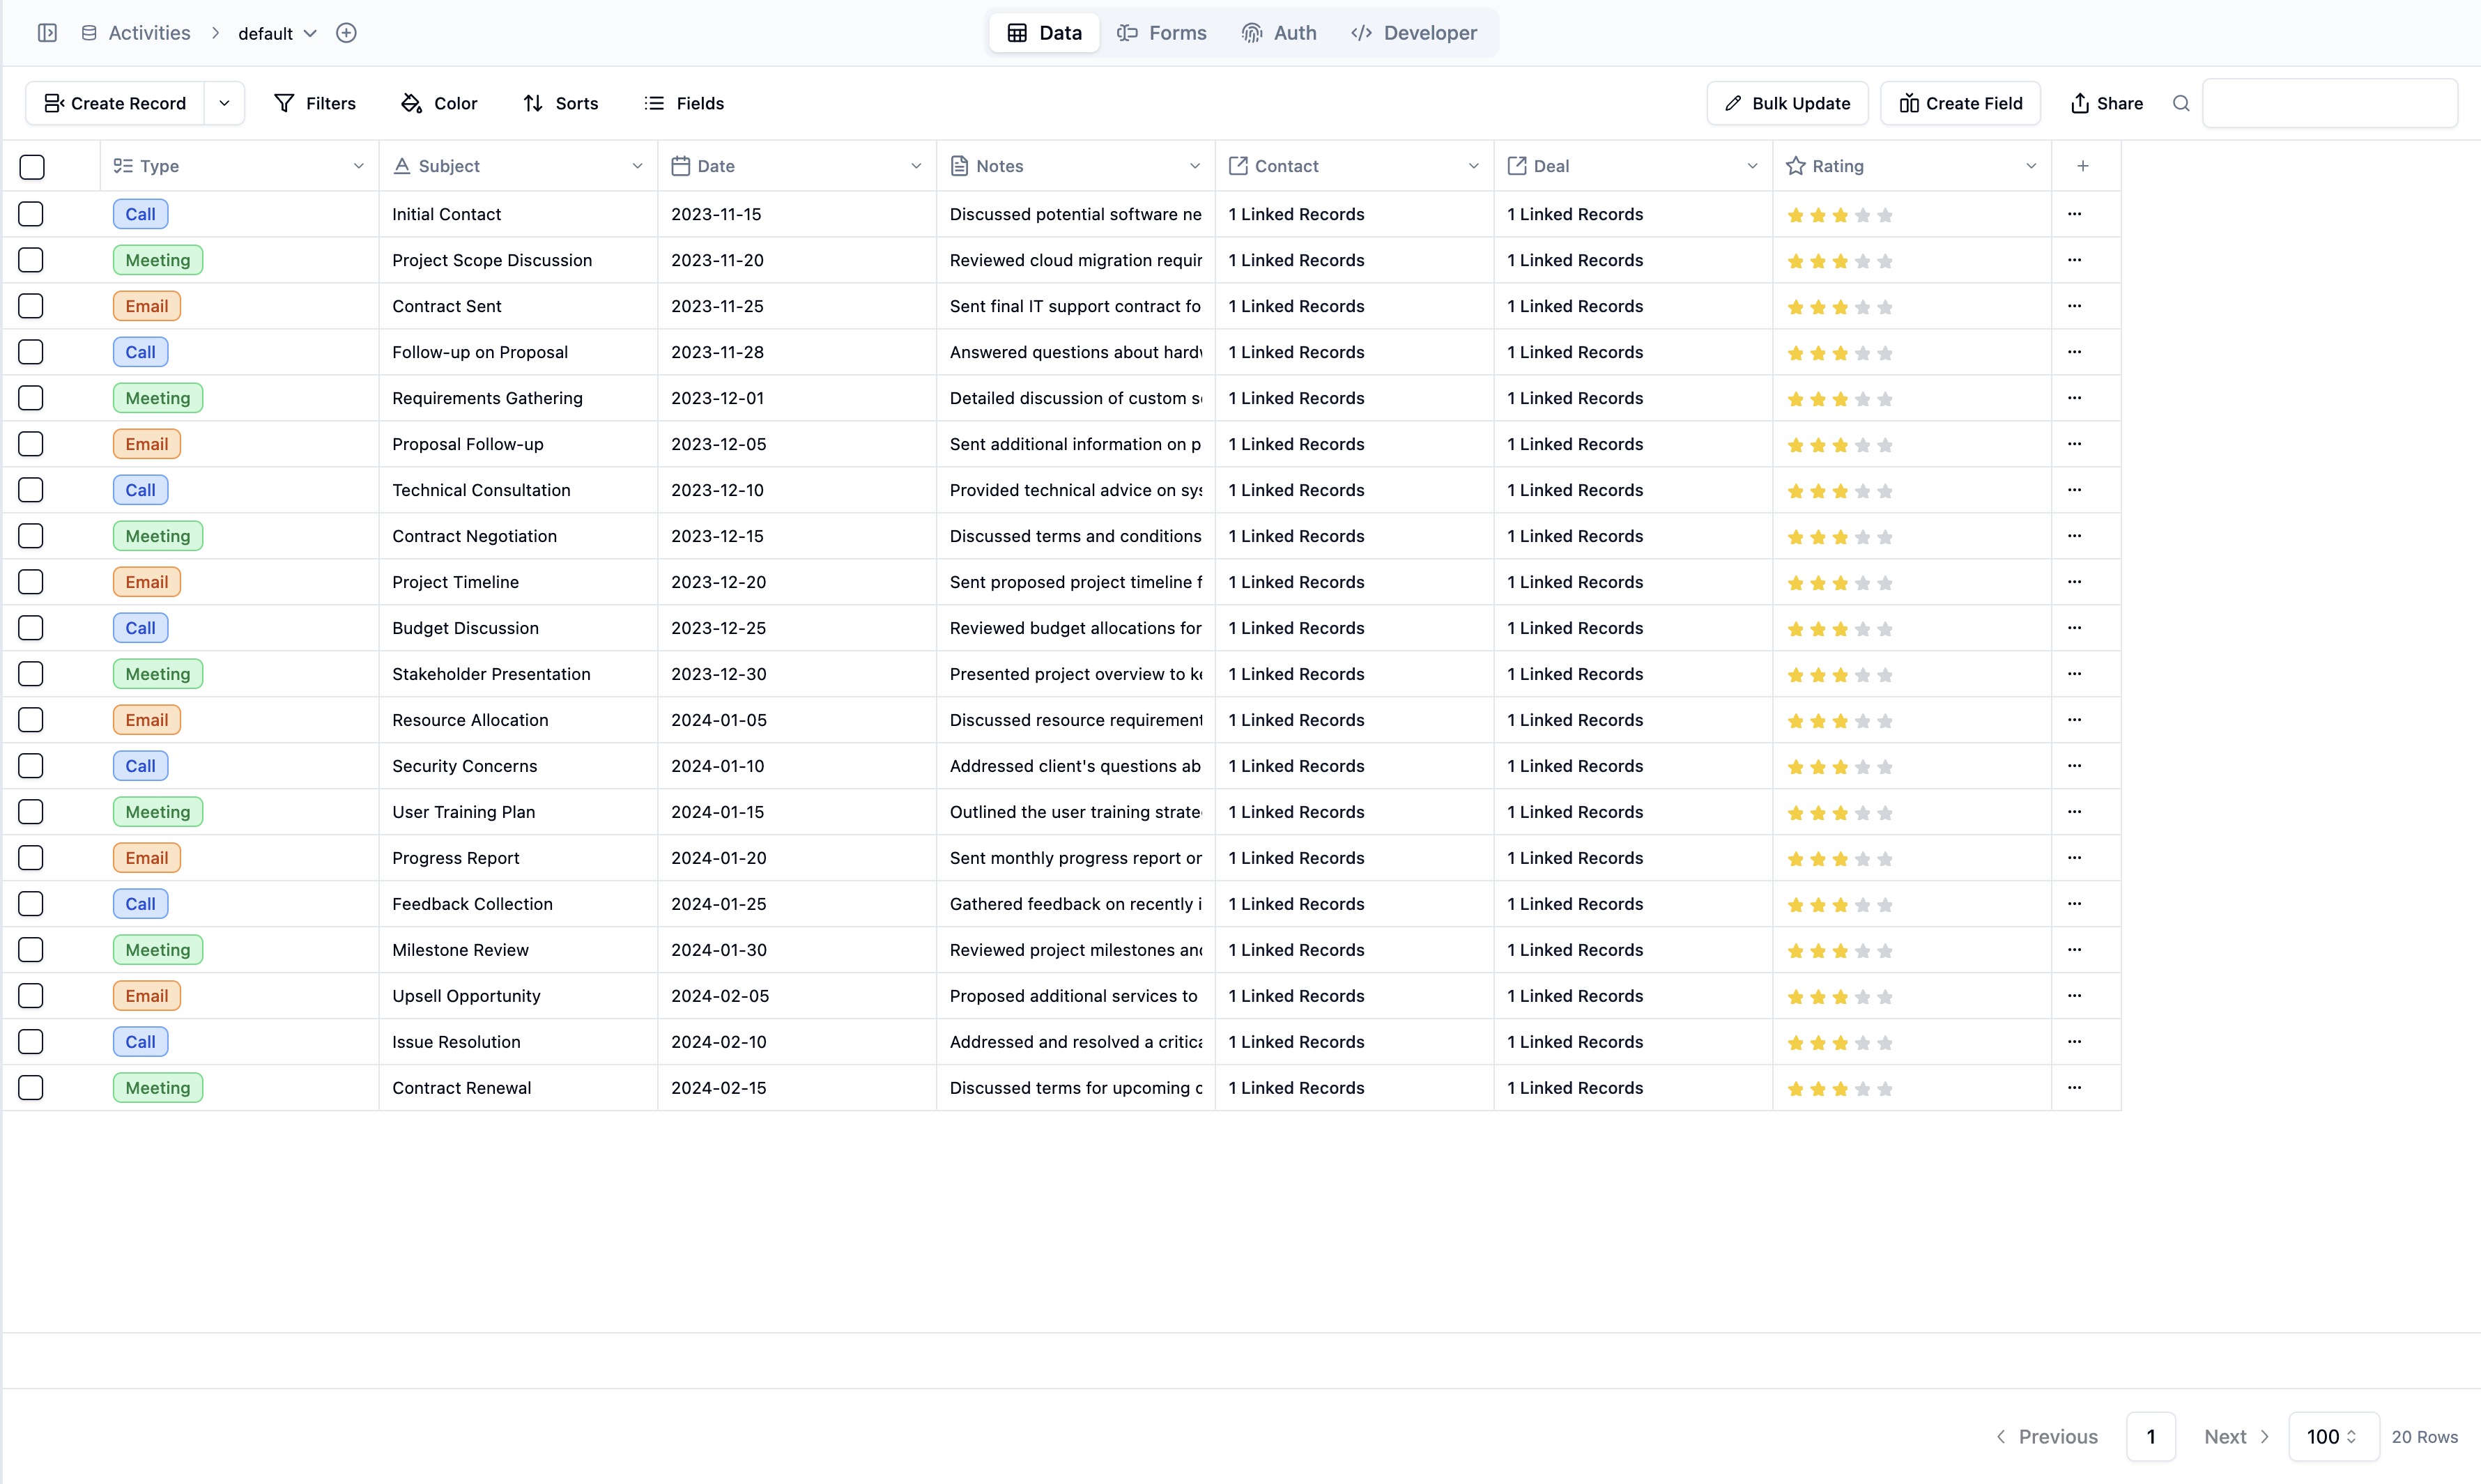 Activities > default
Data Forms Auth Developer
Create Record Filters Color Sorts Fields Bulk Update Create Field Share
Type Subject Date Notes Contact Deal Rating +
Call Initial Contact 2023-11-15 Discussed potential software ne 1 Linked Records 1 Linked Records ...
Meeting Project Scope Discussion 2023-11-20 Reviewed cloud migration requir 1 Linked Records 1 Linked Records ...
Email Contract Sent 2023-11-25 Sent final IT support contract fo 1 Linked Records 1 Linked Records ...
Call Follow-up on Proposal 2023-11-28 Answered questions about hard 1 Linked Records 1 Linked Records ...
Meeting Requirements Gathering 2023-12-01 Detailed discussion of custom s 1 Linked Records 1 Linked Records ...
Email Proposal Follow-up 2023-12-05 Sent additional information on p 1 Linked Records 1 Linked Records ...
Call Technical Consultation 2023-12-10 Provided technical advice on sys 1 Linked Records 1 Linked Records ...
Meeting Contract Negotiation 2023-12-15 Discussed terms and conditions 1 Linked Records 1 Linked Records ...
Email Project Timeline 2023-12-20 Sent proposed project timeline f 1 Linked Records 1 Linked Records ...
Call Budget Discussion 2023-12-25 Reviewed budget allocations for 1 Linked Records 1 Linked Records ...
Meeting Stakeholder Presentation 2023-12-30 Presented project overview to ke 1 Linked Records 1 Linked Records ...
Email Resource Allocation 2024-01-05 Discussed resource requirement 1 Linked Records 1 Linked Records ...
Call Security Concerns 2024-01-10 Addressed client's questions ab 1 Linked Records 1 Linked Records ...
Meeting User Training Plan 2024-01-15 Outlined the user training strate 1 Linked Records 1 Linked Records ...
Email Progress Report 2024-01-20 Sent monthly progress report or 1 Linked Records 1 Linked Records ...
Call Feedback Collection 2024-01-25 Gathered feedback on recently i 1 Linked Records 1 Linked Records ...
Meeting Milestone Review 2024-01-30 Reviewed project milestones and 1 Linked Records 1 Linked Records ...
Email Upsell Opportunity 2024-02-05 Proposed additional services to 1 Linked Records 1 Linked Records ...
Call Issue Resolution 2024-02-10 Addressed and resolved a critica 1 Linked Records 1 Linked Records ...
Meeting Contract Renewal 2024-02-15 Discussed terms for upcoming c 1 Linked Records 1 Linked Records ...
< Previous 1 Next > 100 20 Rows